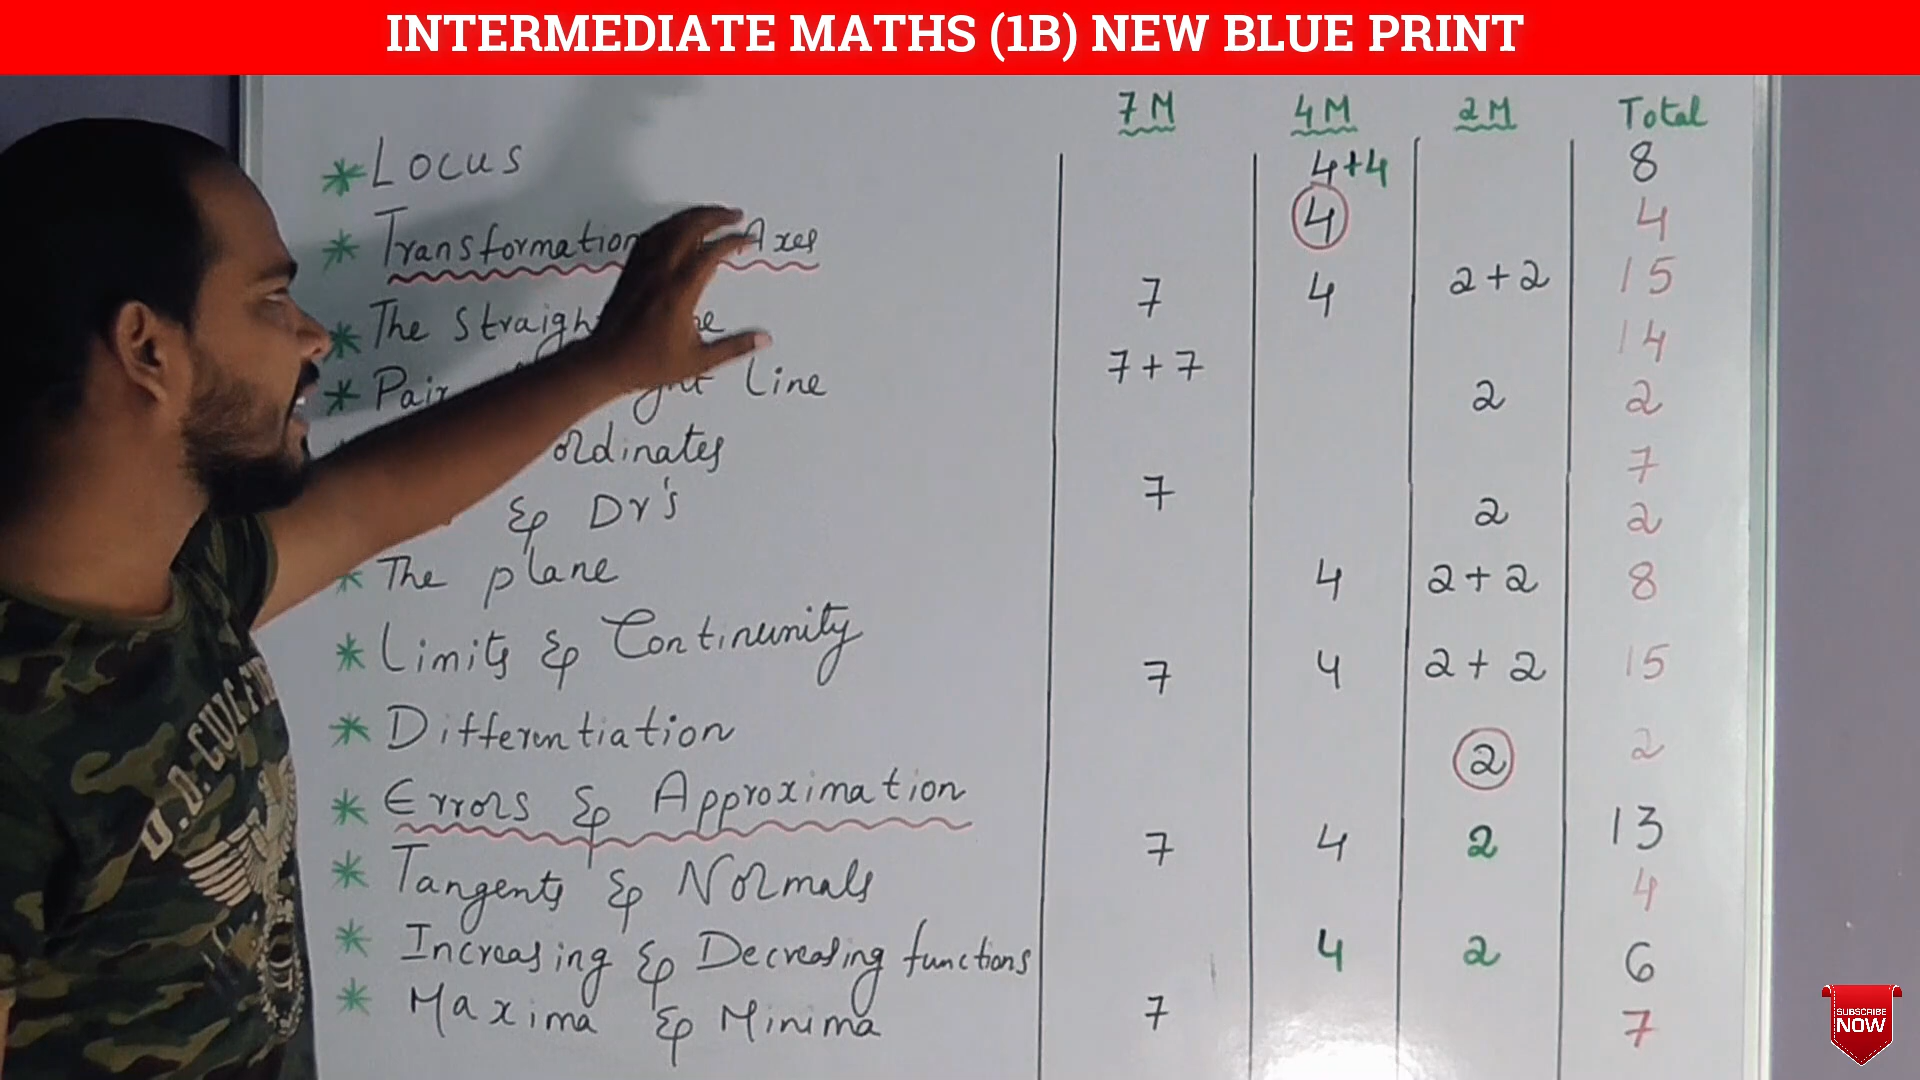 INTERMEDIATE MATHS (1B) NEW BLUE PRINT
7M 4M 2M Total
* Locus 4+4 8
* Transformation Axes 4 4
* The Straigh 7 4 2+2 15
* Pair Line 7+7 14
ordinates 2 2
& Dr's 7 7
* The plane 2 2
* Limits & Continunity 4 2+2 8
* Differentiation 7 4 2+2 15
* Errors & Approximation 2 2
* Tangents & Normals 7 4 2 13
4
* Increasing & Decreasing functions 4 2 6
* Maxima & Minima 7 7
D.D. 
SUBSCRIBE
NOW